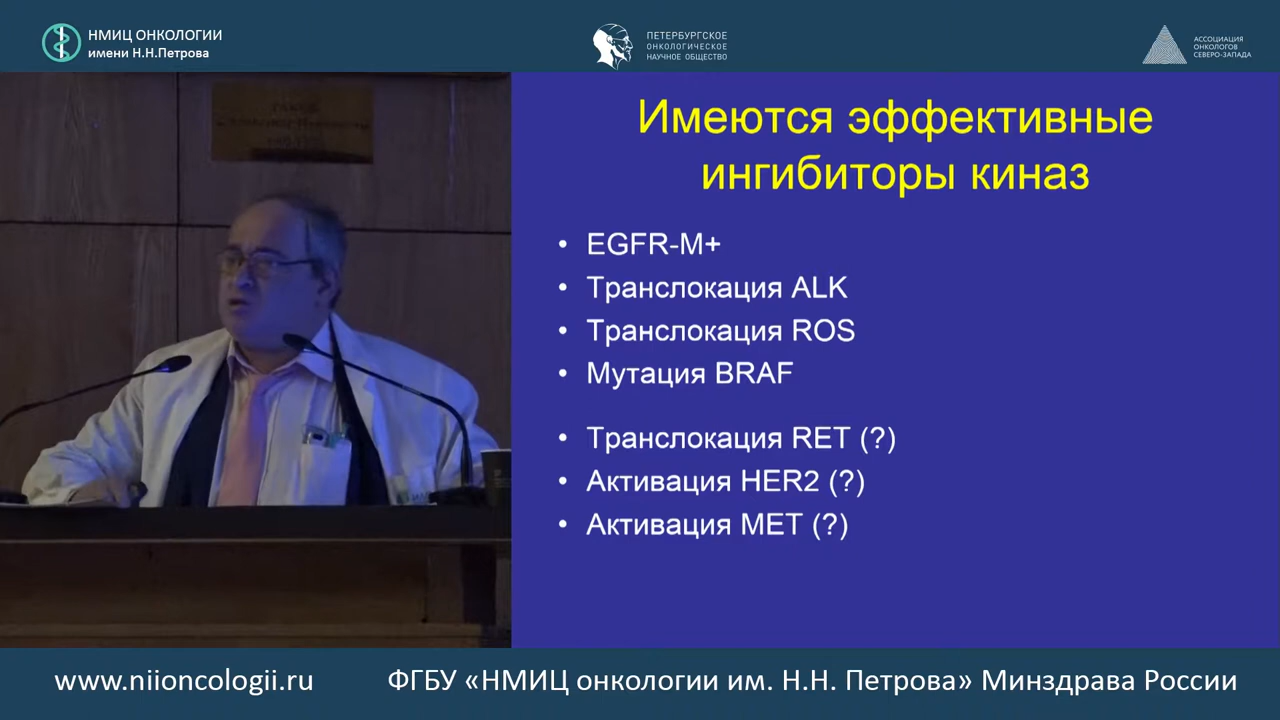 НМИЦ ОНКОЛОГИИ
имени Н.Н.Петрова
ПЕТЕРБУРГСКОЕ
ОНКОЛОГИЧЕСКОЕ
НАУЧНОЕ ОБЩЕСТВО
АССОЦИАЦИЯ
ОНКОЛОГОВ
СЕВЕРО-ЗАПАДА
Имеются эффективные
ингибиторы киназ
• EGFR-M+
• Транслокация ALK
• Транслокация ROS
• Мутация BRAF
• Транслокация RET (?)
• Активация HER2 (?)
• Активация MET (?)
www.niioncologii.ru
ФГБУ «НМИЦ онкологии им. Н.Н. Петрова» Минздрава России